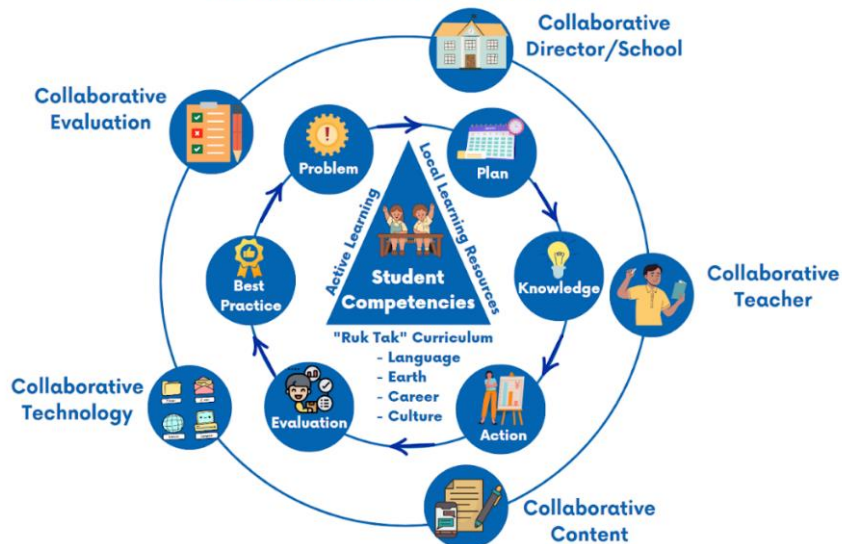 Collaborative
Director/School
Collaborative
Evaluation
Problem
Plan
Active Learning
Local Learning Resources
Student
Competencies
Best
Practice
Knowledge
Collaborative
Teacher
"Ruk Tak" Curriculum
- Language
- Earth
- Career
- Culture
Collaborative
Technology
Evaluation
Action
Collaborative
Content